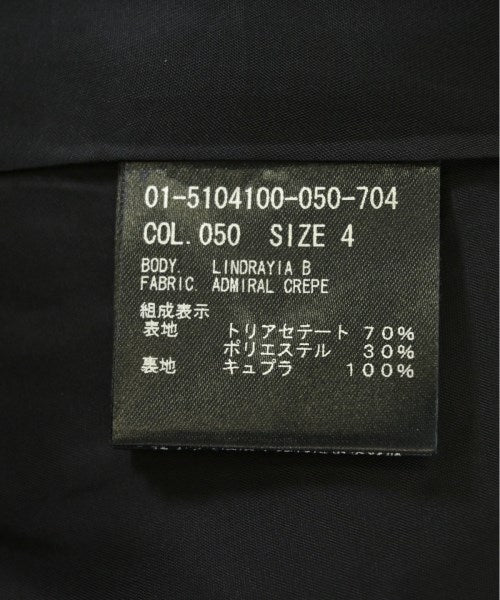 01-5104100-050-704
COL. 050 SIZE 4
BODY. LINDRAYIA B
FABRIC. ADMIRAL CREPE
組成表示
表地 トリアセテート 70%
ポリエステル 30%
裏地 キュプラ 100%